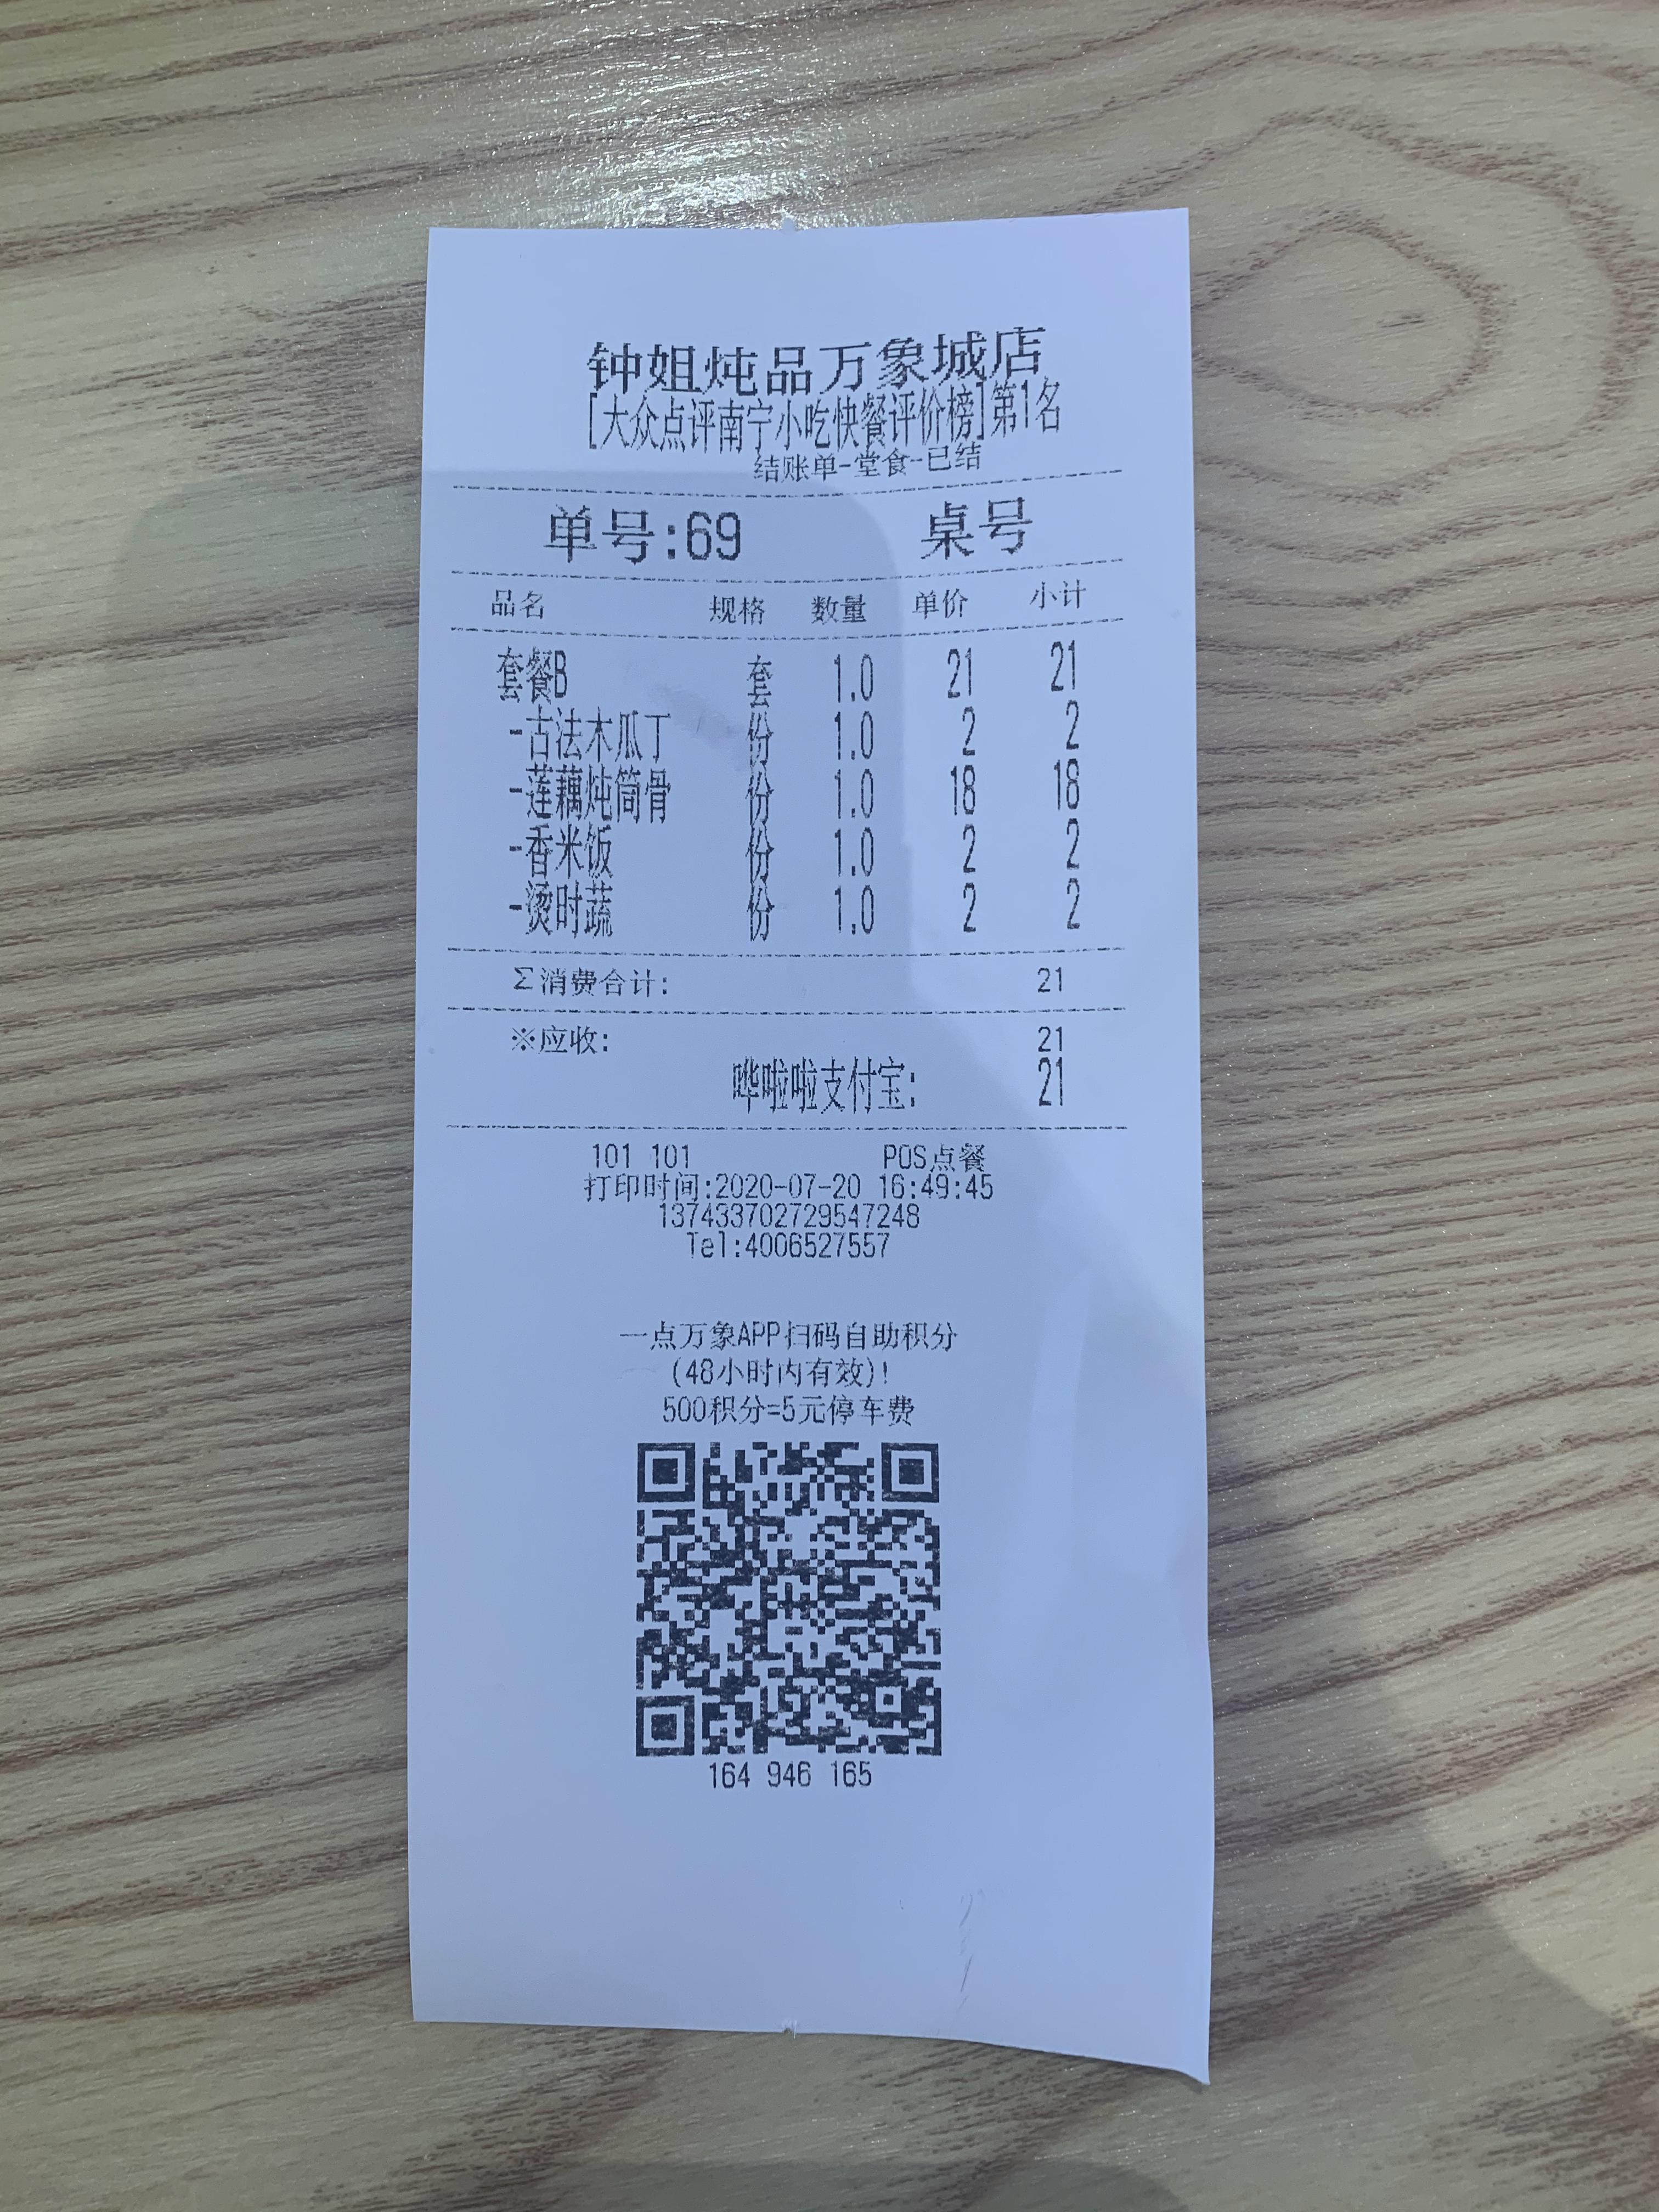 钟姐炖品万象城店
[大众点评南宁小吃快餐评价榜]第1名
结账单-堂食-已结
单号:69 桌号
品名 规格 数量 单价 小计
套餐B 套 1.0 21 21
-古法木瓜丁 份 1.0 2 2
-莲藕炖筒骨 份 1.0 18 18
-香米饭 份 1.0 2 2
-烫时蔬 份 1.0 2 2
Σ消费合计: 21
※应收: 21
哗啦啦支付宝: 21
101 101 POS点餐
打印时间:2020-07-20 16:49:45
137433702729547248
Tel:4006527557
一点万象APP扫码自助积分
(48小时内有效)!
500积分=5元停车费
164 946 165